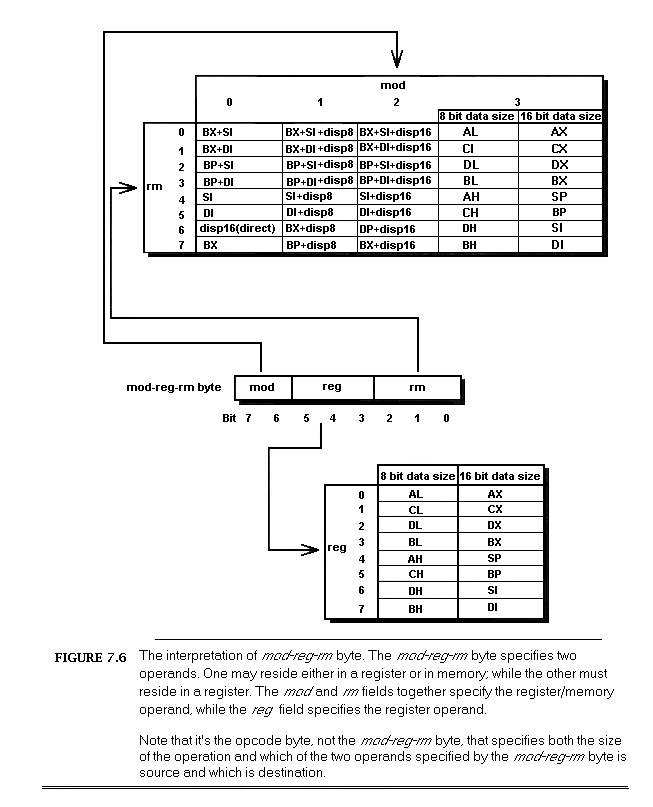 mod
0 1 2 3
8 bit data size 16 bit data size
rm
0 BX+SI BX+SI+disp8 BX+SI+disp16 AL AX
1 BX+DI BX+DI+disp8 BX+DI+disp16 CI CX
2 BP+SI BP+SI+disp8 BP+SI+disp16 DL DX
3 BP+DI BP+DI+disp8 BP+DI+disp16 BL BX
4 SI SI+disp8 SI+disp16 AH SP
5 DI DI+disp8 DI+disp16 CH BP
6 disp16(direct) BX+disp8 DP+disp16 DH SI
7 BX BP+disp8 BX+disp16 BH DI
mod-reg-rm byte mod reg rm
Bit 7 6 5 4 3 2 1 0
8 bit data size 16 bit data size
reg
0 AL AX
1 CL CX
2 DL DX
3 BL BX
4 AH SP
5 CH BP
6 DH SI
7 BH DI
FIGURE 7.6 The interpretation of mod-reg-rm byte. The mod-reg-rm byte specifies two
operands. One may reside either in a register or in memory; while the other must
reside in a register. The mod and rm fields together specify the register/memory
operand, while the reg field specifies the register operand.
Note that it's the opcode byte, not the mod-reg-rm byte, that specifies both the size
of the operation and which of the two operands specified by the mod-reg-rm byte is
source and which is destination.